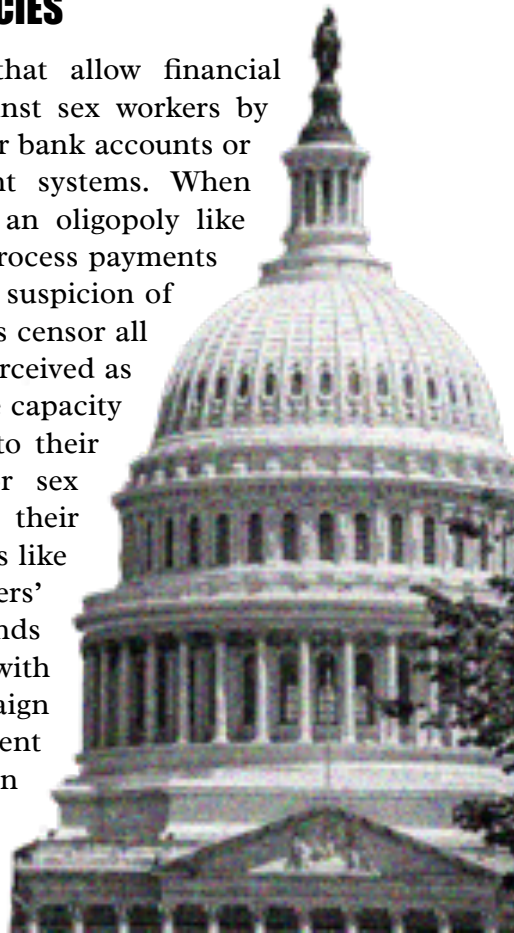 CIES
that allow financial
nst sex workers by
r bank accounts or
nt systems. When
an oligopoly like
rocess payments
suspicion of
s censor all
rceived as
capacity
to their
r sex
their
s like
ers’
nds
with
aign
ent
n